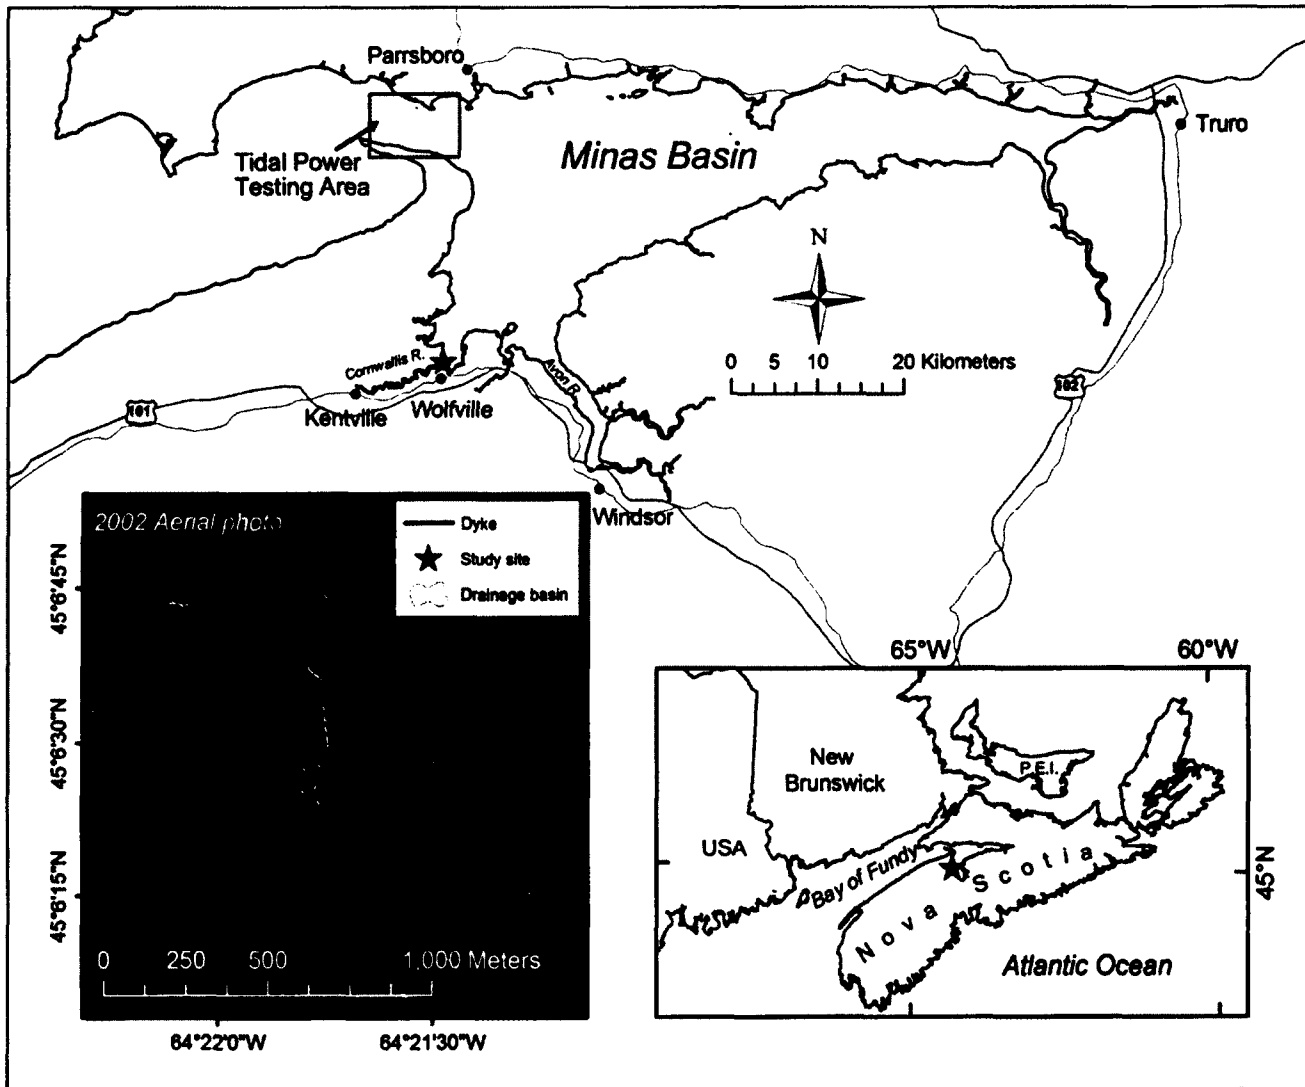 Parrsboro
Truro
Tidal Power
Testing Area
Minas Basin
N
0 5 10 20 Kilometers
Cornwallis R.
Avon R.
102
101
Kentville
Wolfville
Windsor
2002 Aerial photo
Dyke
Study site
Drainage basin
45°6'45"N
45°6'30"N
45°6'15"N
0 250 500 1,000 Meters
64°22'0"W
64°21'30"W
65°W
60°W
New
Brunswick
P.E.I.
USA
Bay of Fundy
Nova Scotia
45°N
Atlantic Ocean